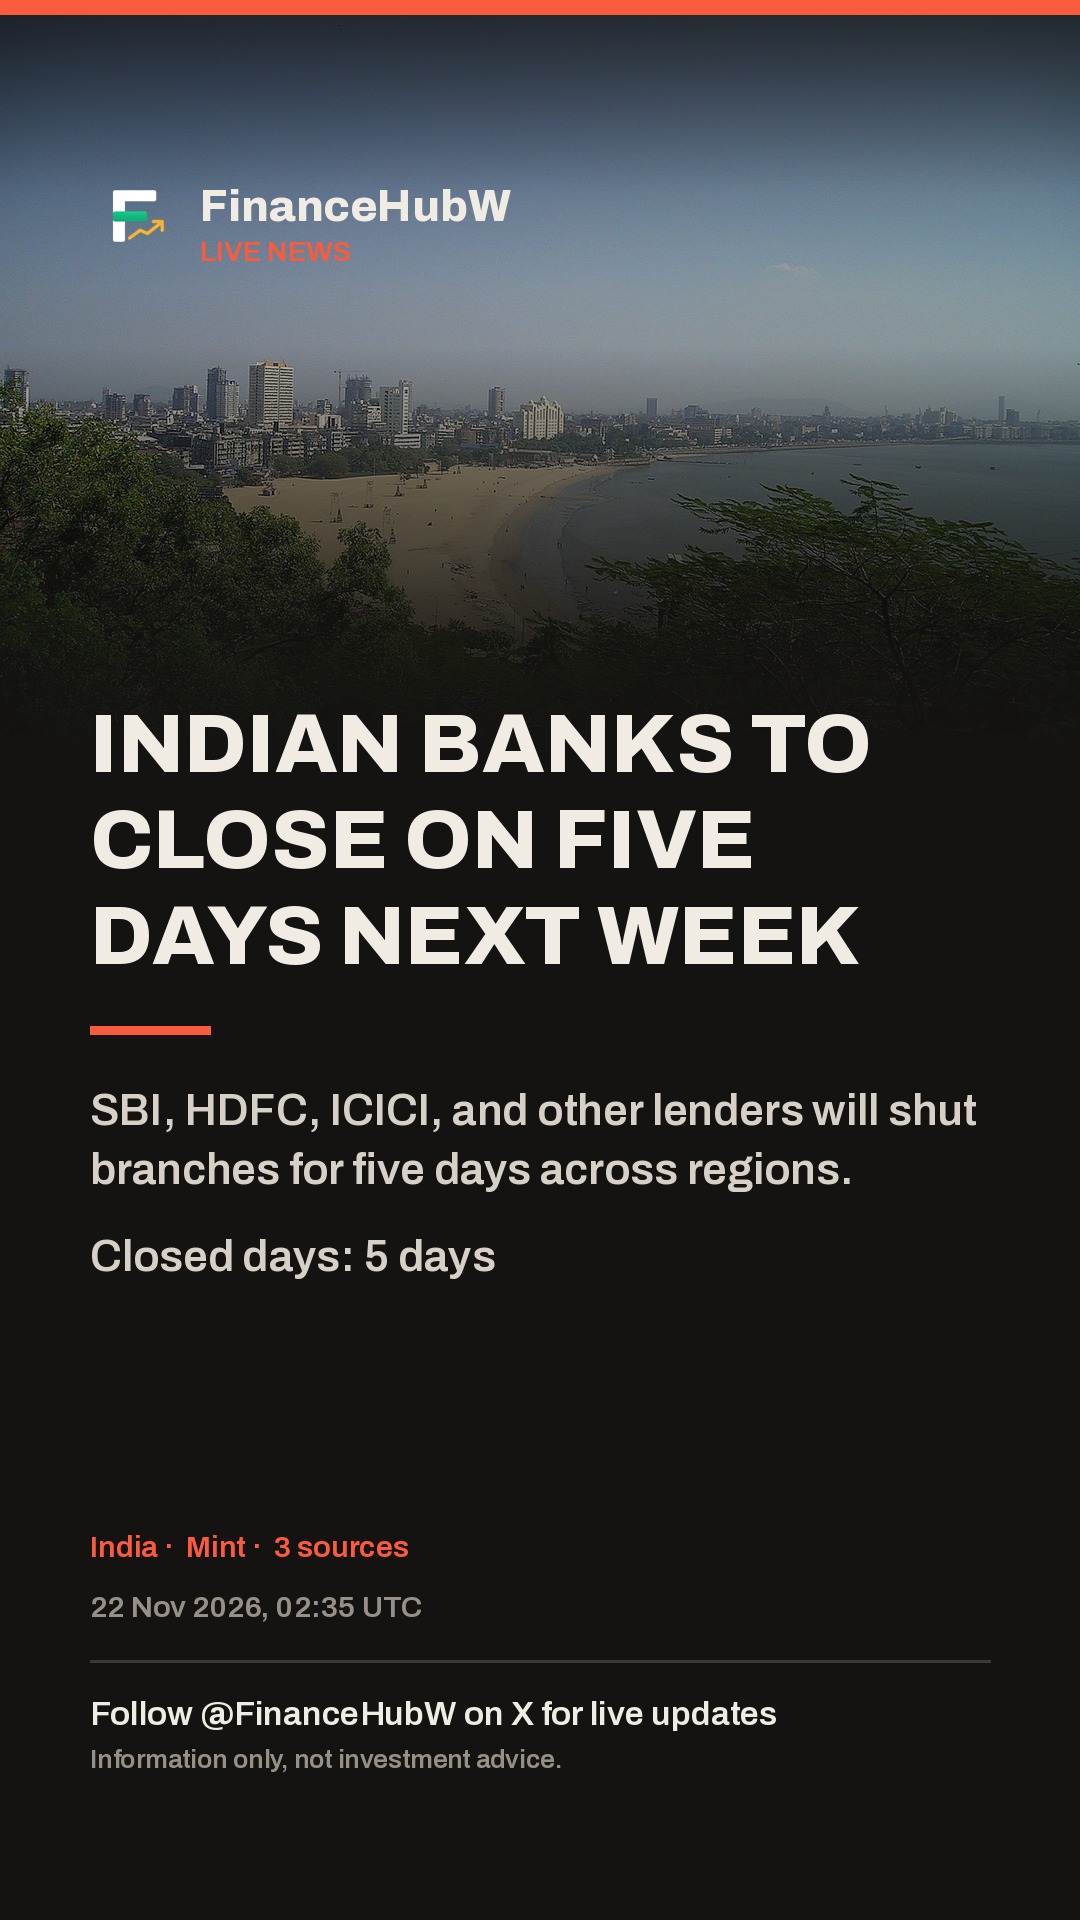 FinanceHubW
LIVE NEWS
INDIAN BANKS TO
CLOSE ON FIVE
DAYS NEXT WEEK
SBI, HDFC, ICICI, and other lenders will shut
branches for five days across regions.
Closed days: 5 days
India · Mint · 3 sources
22 Nov 2026, 02:35 UTC
Follow @FinanceHubW on X for live updates
Information only, not investment advice.